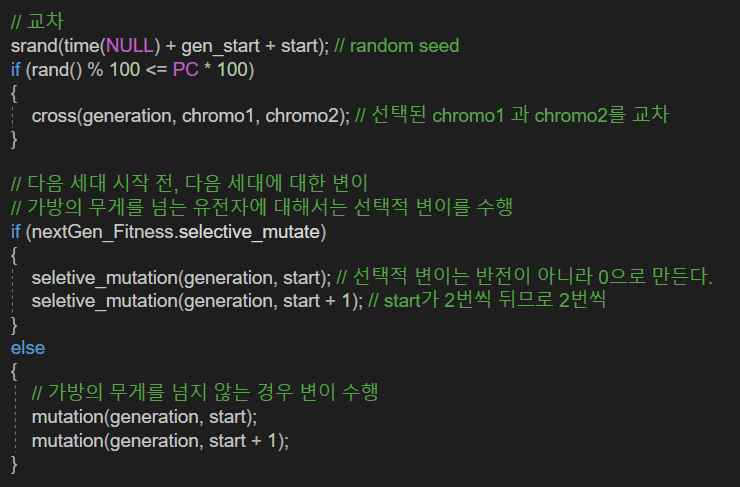 // 교차
srand(time(NULL) + gen_start + start); // random seed
if (rand() % 100 <= PC * 100)
{
cross(generation, chromo1, chromo2); // 선택된 chromo1 과 chromo2를 교차
}
// 다음 세대 시작 전, 다음 세대에 대한 변이
// 가방의 무게를 넘는 유전자에 대해서는 선택적 변이를 수행
if (nextGen_Fitness.selective_mutate)
{
seletive_mutation(generation, start); // 선택적 변이는 반전이 아니라 0으로 만든다.
seletive_mutation(generation, start + 1); // start가 2번씩 뛰므로 2번씩
}
else
{
// 가방의 무게를 넘지 않는 경우 변이 수행
mutation(generation, start);
mutation(generation, start + 1);
}